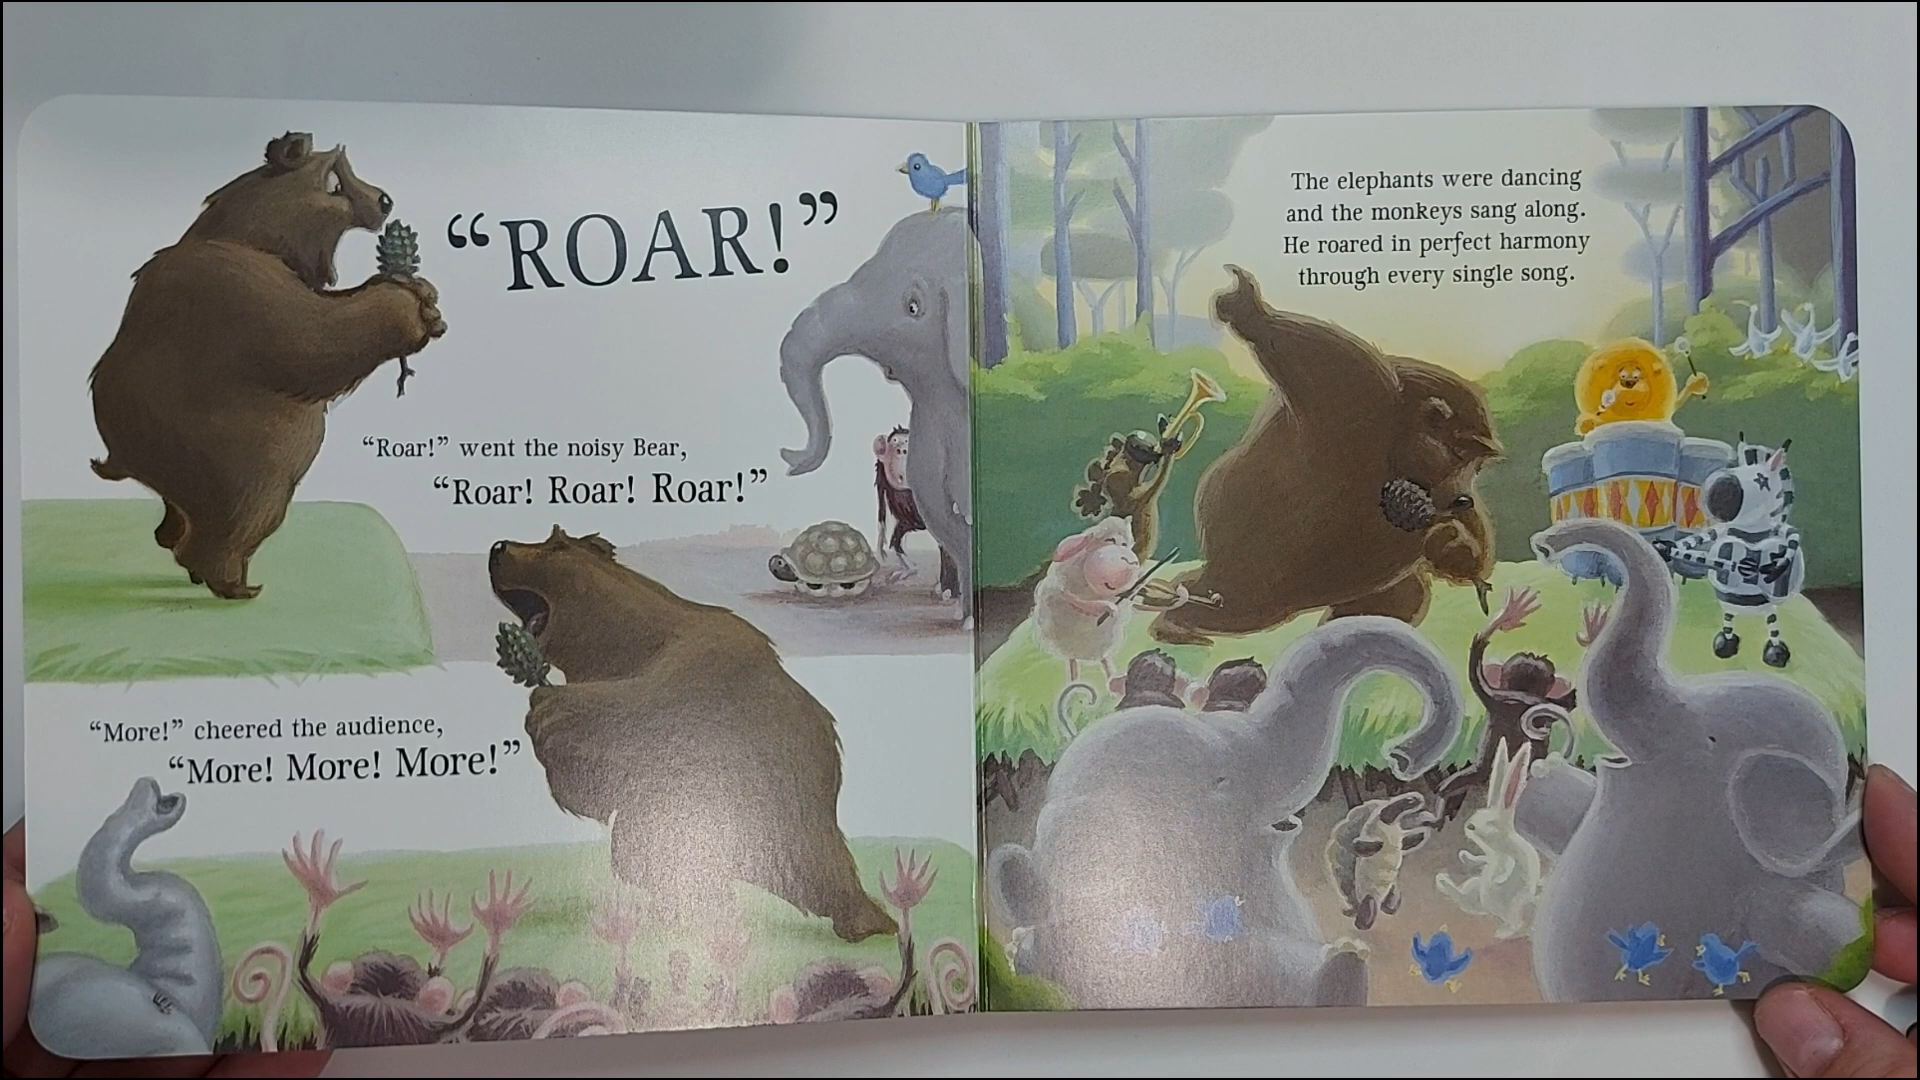 “ROAR!”
“Roar!” went the noisy Bear,
“Roar! Roar! Roar!”
“More!” cheered the audience,
“More! More! More!”
The elephants were dancing
and the monkeys sang along.
He roared in perfect harmony
through every single song.